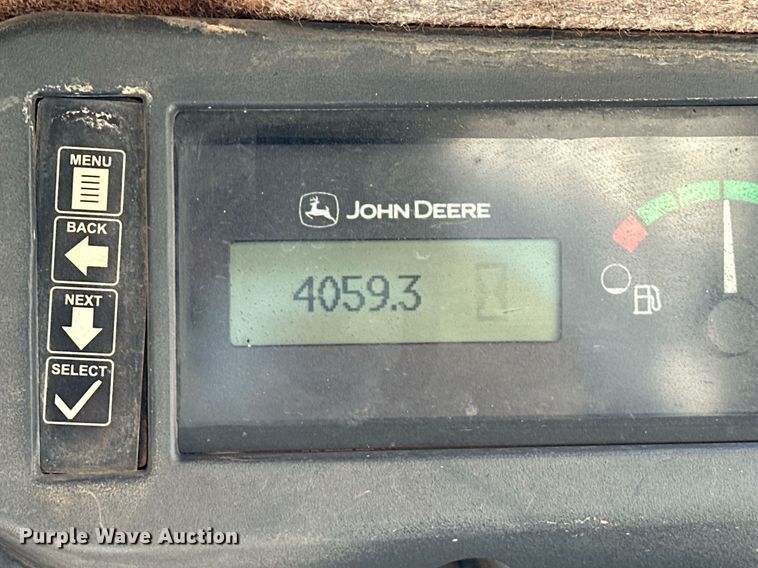 MENU
BACK
NEXT
SELECT
JOHN DEERE
4059.3
Purple Wave Auction